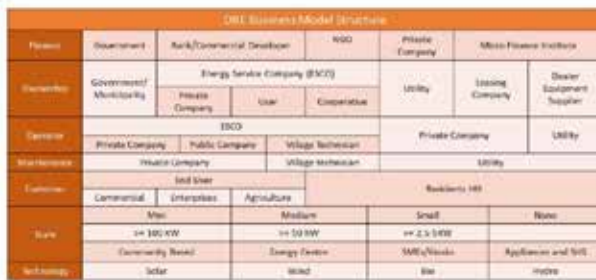 DRE Business Model Structure
Finance Government Bank/Commercial Developer NGO Private Company Micro Finance Institute
Ownership Government/ Municipality Energy Service Company (ESCO) Utility Leasing Company Dealer Equipment Supplier
Private Company User Cooperative
Operator ESCO Private Company Utility
Private Company Public Company Village Technician
Maintenance Private Company Village Technician Utility
Customer End User Residents HH
Commercial Enterprises Agriculture
Scale Medium Small Nano
>= 100 KW >= 10 KW
Community Based Energy Centre SMEs/Kiosks Appliances and SHS
Technology Solar Wind Bio Hydro